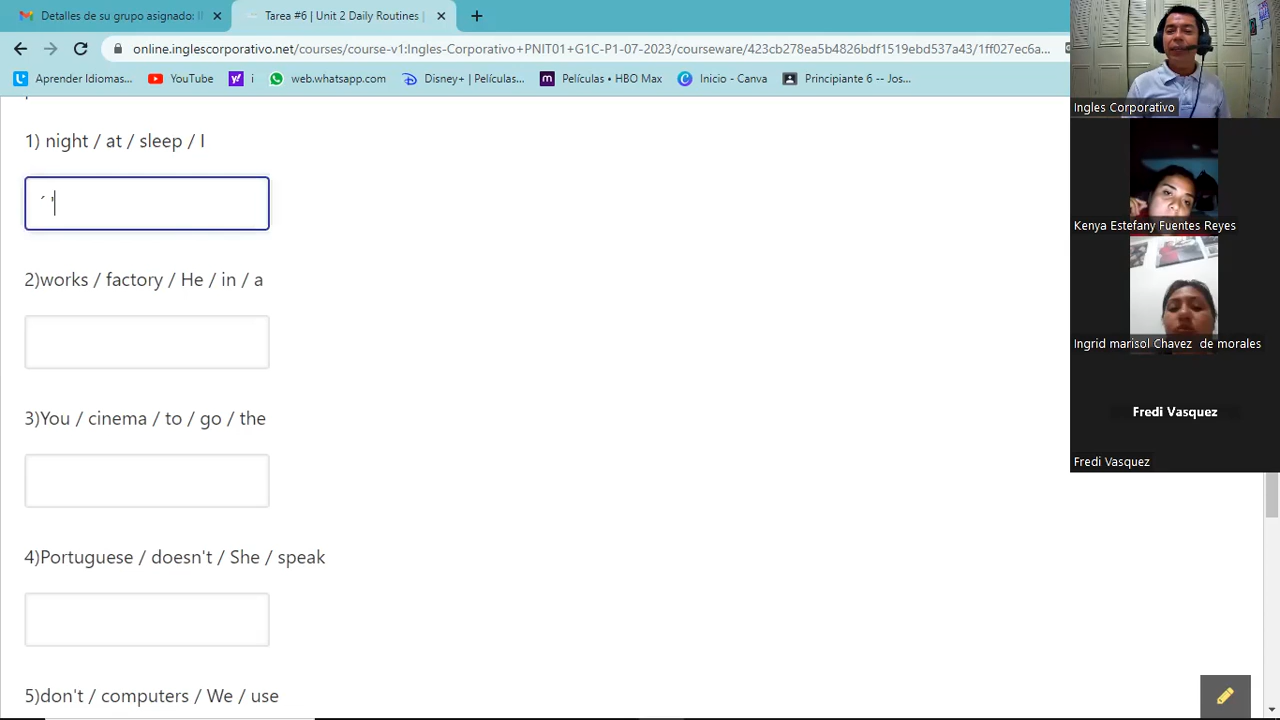 Detalles de su grupo asignado: I
Tarea #6 | Unit 2 Daily Routines |
online.inglescorporativo.net/courses/course-v1:Ingles-Corporativo+PNIT01+G1C-P1-07-2023/courseware/423cb278ea5b4826bdf1519ebd537a43/1ff027ec6a...
Aprender Idiomas...
YouTube
i
web.whatsapp.com
Disney+ - Películas...
Películas • HBO Max
Inicio - Canva
Principiante 6 -- Jos...
1) night / at / sleep / I
´ '
2)works / factory / He / in / a
3)You / cinema / to / go / the
4)Portuguese / doesn't / She / speak
5)don't / computers / We / use
Ingles Corporativo
Kenya Estefany Fuentes Reyes
Ingrid marisol Chavez de morales
Fredi Vasquez
Fredi Vasquez